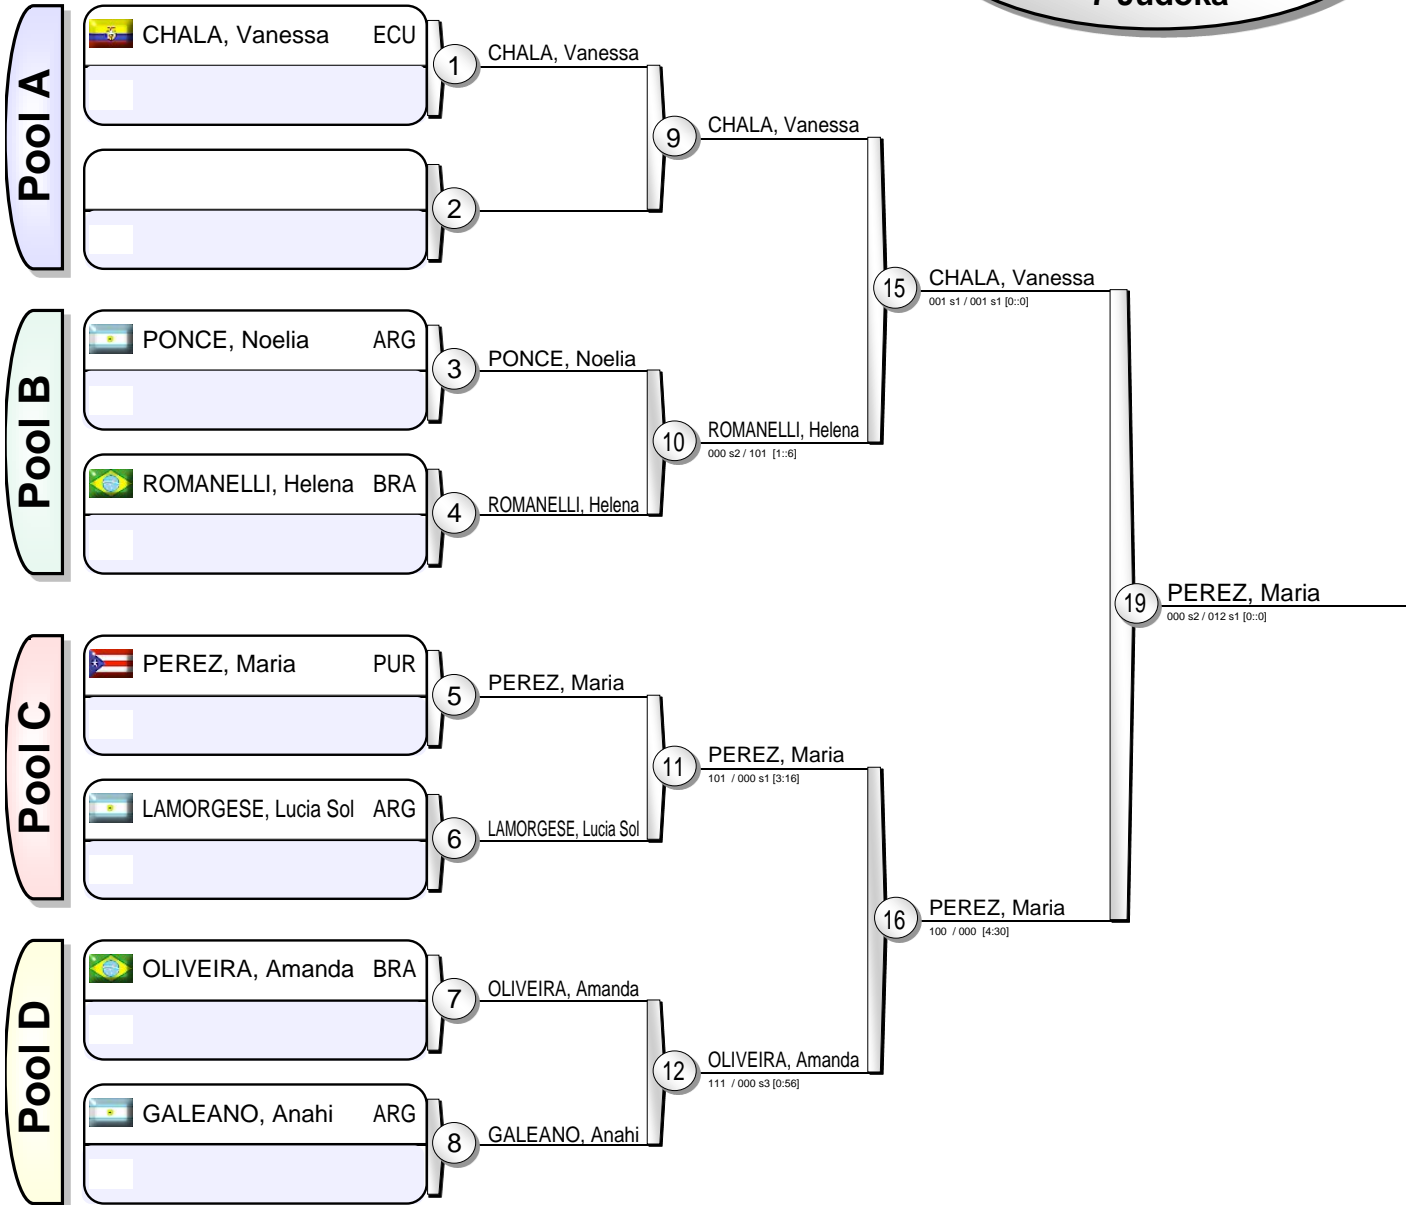 7 Judoka
Pool A
CHALA, Vanessa ECU
1
CHALA, Vanessa
2
9
CHALA, Vanessa
Pool B
PONCE, Noelia ARG
3
PONCE, Noelia
ROMANELLI, Helena BRA
4
ROMANELLI, Helena
10
ROMANELLI, Helena
000 s2 / 101 [1::6]
15
CHALA, Vanessa
001 s1 / 001 s1 [0::0]
Pool C
PEREZ, Maria PUR
5
PEREZ, Maria
LAMORGESE, Lucia Sol ARG
6
LAMORGESE, Lucia Sol
11
PEREZ, Maria
101 / 000 s1 [3:16]
Pool D
OLIVEIRA, Amanda BRA
7
OLIVEIRA, Amanda
GALEANO, Anahi ARG
8
GALEANO, Anahi
12
OLIVEIRA, Amanda
111 / 000 s3 [0:56]
16
PEREZ, Maria
100 / 000 [4:30]
19
PEREZ, Maria
000 s2 / 012 s1 [0::0]